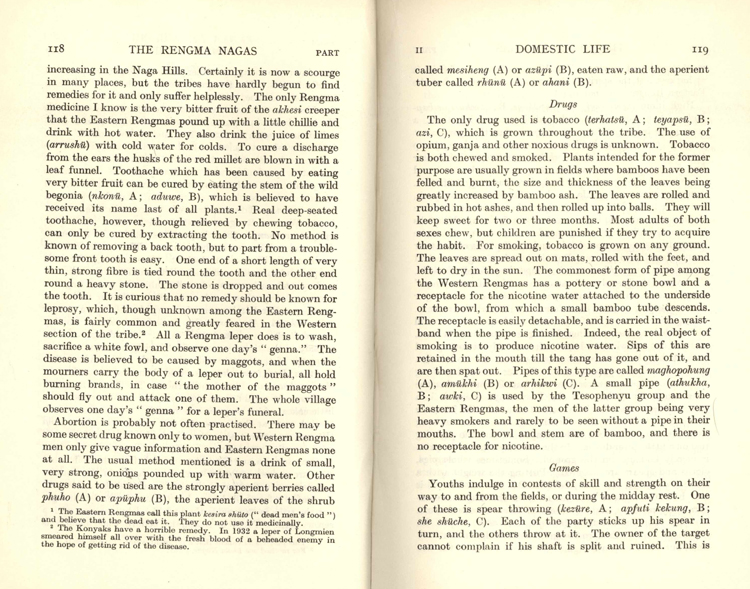 118 THE RENGMA NAGAS PART
increasing in the Naga Hills. Certainly it is now a scourge
in many places, but the tribes have hardly begun to find
remedies for it and only suffer helplessly. The only Rengma
medicine I know is the very bitter fruit of the akhesi creeper
that the Eastern Rengmas pound up with a little chillie and
drink with hot water. They also drink the juice of limes
(arrushū) with cold water for colds. To cure a discharge
from the ears the husks of the red millet are blown in with a
leaf funnel. Toothache which has been caused by eating
very bitter fruit can be cured by eating the stem of the wild
begonia (nkonū, A; aduwe, B), which is believed to have
received its name last of all plants.¹ Real deep-seated
toothache, however, though relieved by chewing tobacco,
can only be cured by extracting the tooth. No method is
known of removing a back tooth, but to part from a trouble-
some front tooth is easy. One end of a short length of very
thin, strong fibre is tied round the tooth and the other end
round a heavy stone. The stone is dropped and out comes
the tooth. It is curious that no remedy should be known for
leprosy, which, though unknown among the Eastern Reng-
mas, is fairly common and greatly feared in the Western
section of the tribe.² All a Rengma leper does is to wash,
sacrifice a white fowl, and observe one day's " genna." The
disease is believed to be caused by maggots, and when the
mourners carry the body of a leper out to burial, all hold
burning brands, in case " the mother of the maggots "
should fly out and attack one of them. The whole village
observes one day's " genna " for a leper's funeral.
Abortion is probably not often practised. There may be
some secret drug known only to women, but Western Rengma
men only give vague information and Eastern Rengmas none
at all. The usual method mentioned is a drink of small,
very strong, onions pounded up with warm water. Other
drugs said to be used are the strongly aperient berries called
phuho (A) or apūphu (B), the aperient leaves of the shrub
¹ The Eastern Rengmas call this plant kesira shūto (" dead men's food ")
and believe that the dead eat it. They do not use it medicinally.
² The Konyaks have a horrible remedy. In 1932 a leper of Longmien
smeared himself all over with the fresh blood of a beheaded enemy in
the hope of getting rid of the disease.
II DOMESTIC LIFE 119
called mesiheng (A) or azūpi (B), eaten raw, and the aperient
tuber called rhūnū (A) or ahani (B).
Drugs
The only drug used is tobacco (terhatsū, A; teyapsū, B;
azi, C), which is grown throughout the tribe. The use of
opium, ganja and other noxious drugs is unknown. Tobacco
is both chewed and smoked. Plants intended for the former
purpose are usually grown in fields where bamboos have been
felled and burnt, the size and thickness of the leaves being
greatly increased by bamboo ash. The leaves are rolled and
rubbed in hot ashes, and then rolled up into balls. They will
keep sweet for two or three months. Most adults of both
sexes chew, but children are punished if they try to acquire
the habit. For smoking, tobacco is grown on any ground.
The leaves are spread out on mats, rolled with the feet, and
left to dry in the sun. The commonest form of pipe among
the Western Rengmas has a pottery or stone bowl and a
receptacle for the nicotine water attached to the underside
of the bowl, from which a small bamboo tube descends.
The receptacle is easily detachable, and is carried in the waist-
band when the pipe is finished. Indeed, the real object of
smoking is to produce nicotine water. Sips of this are
retained in the mouth till the tang has gone out of it, and
are then spat out. Pipes of this type are called maghopohung
(A), amūkhi (B) or arhikwi (C). A small pipe (athukha,
B; awki, C) is used by the Tesophenyu group and the
Eastern Rengmas, the men of the latter group being very
heavy smokers and rarely to be seen without a pipe in their
mouths. The bowl and stem are of bamboo, and there is
no receptacle for nicotine.
Games
Youths indulge in contests of skill and strength on their
way to and from the fields, or during the midday rest. One
of these is spear throwing (kezūre, A; apfuti kekung, B;
she shūche, C). Each of the party sticks up his spear in
turn, and the others throw at it. The owner of the target
cannot complain if his shaft is split and ruined. This is